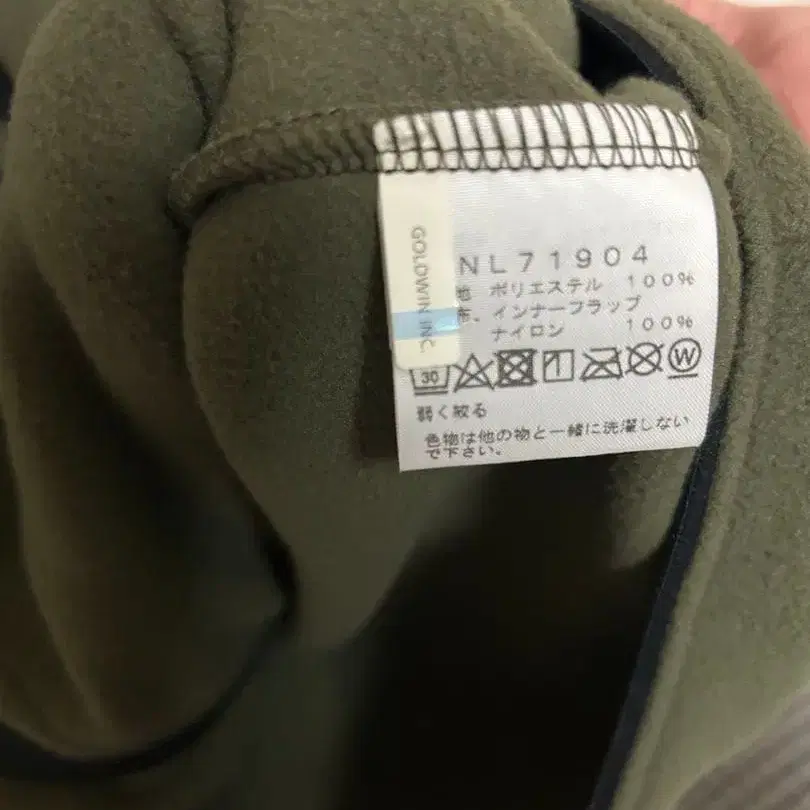 GOLDWIN INC.
NL71904
地 ポリエステル 100%
布、インナーフラップ
ナイロン 100%
30 W
弱く絞る
色物は他の物と一緒に洗濯しない
で下さい。